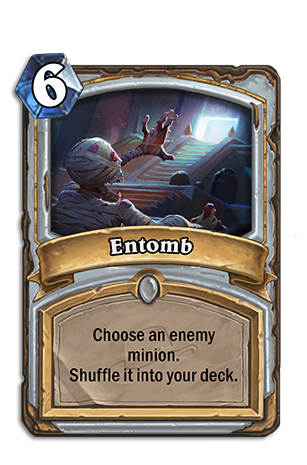 6
Entomb
Choose an enemy
minion.
Shuffle it into your deck.